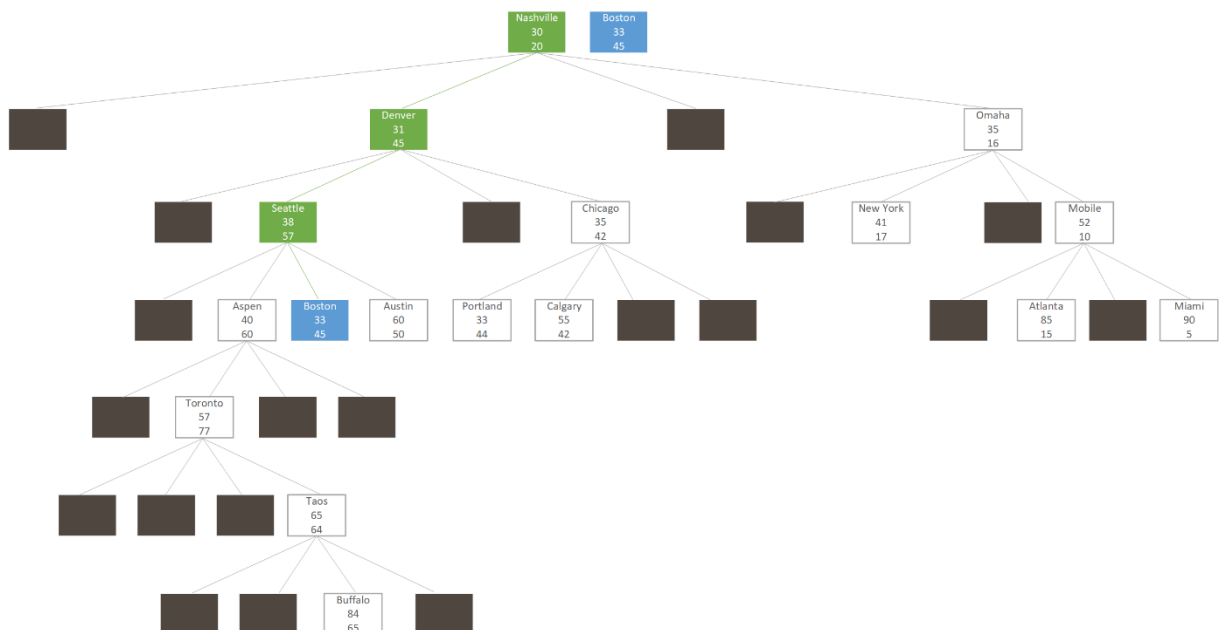 Nashville
30
20
Boston
33
45
Denver
31
45
Omaha
35
16
Seattle
38
57
Chicago
35
42
New York
41
17
Mobile
52
10
Aspen
40
60
Boston
33
45
Austin
60
50
Portland
33
44
Calgary
55
42
Atlanta
85
15
Miami
90
5
Toronto
57
77
Taos
65
64
Buffalo
84
65